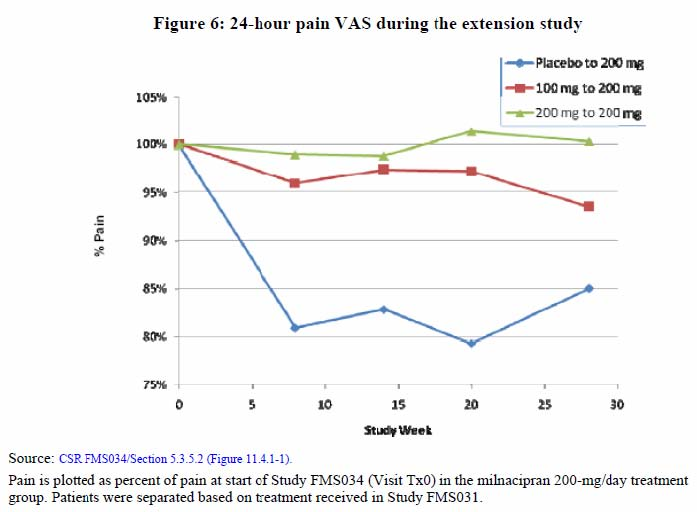 Figure 6: 24-hour pain VAS during the extension study
Placebo to 200 mg
100 mg to 200 mg
200 mg to 200 mg
105%
100%
95%
90%
85%
80%
75%
% Pain
0 5 10 15 20 25 30
Study Week
Source: CSR FMS034/Section 5.3.5.2 (Figure 11.4.1-1).
Pain is plotted as percent of pain at start of Study FMS034 (Visit Tx0) in the milnacipran 200-mg/day treatment
group. Patients were separated based on treatment received in Study FMS031.